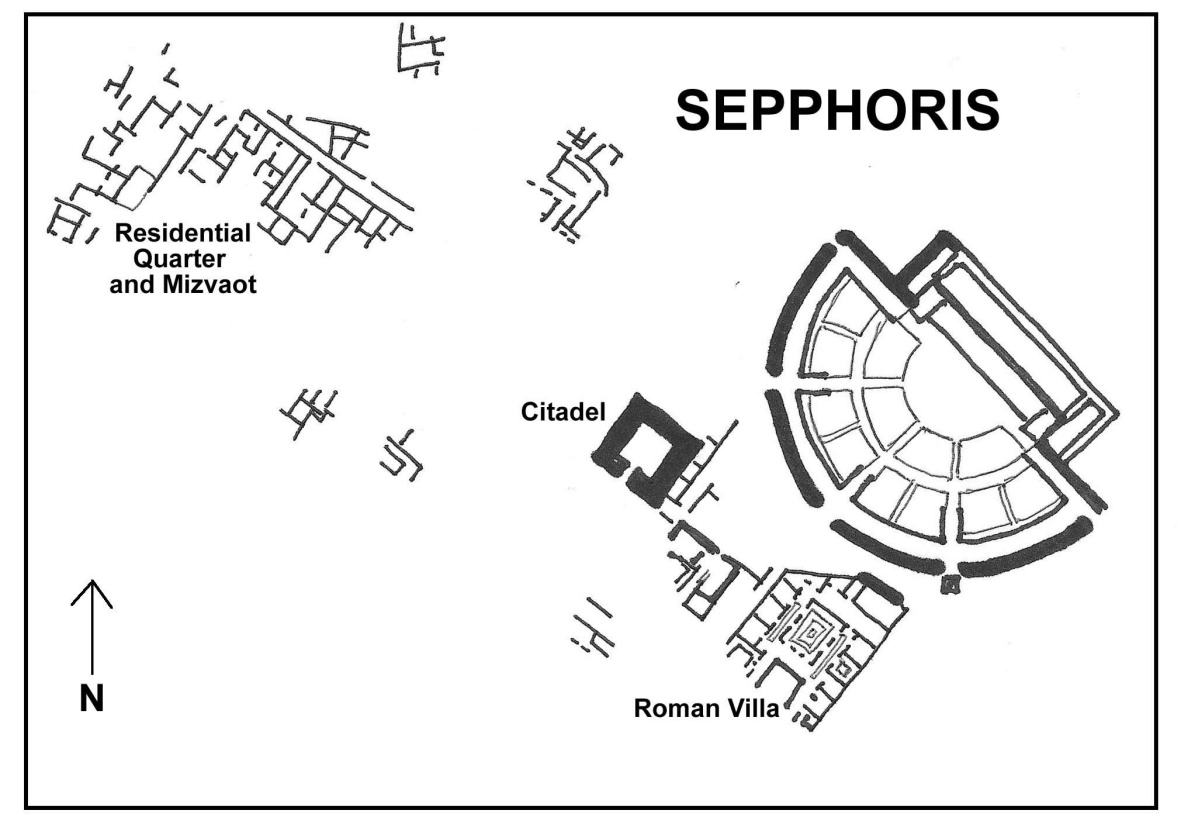 SEPPHORIS
Residential
Quarter
and Mizvaot
Citadel
Roman Villa
N